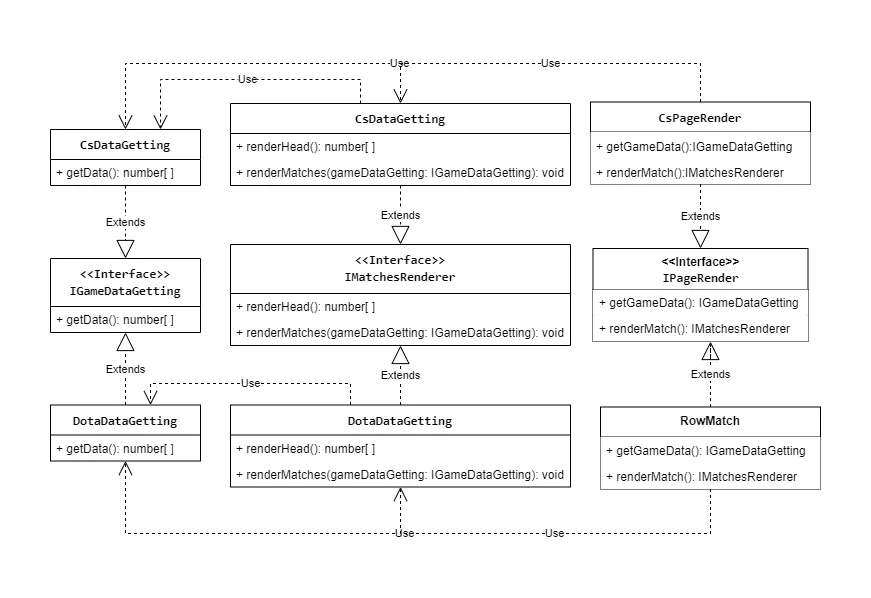 Use
Use
Use
CsDataGetting
+ getData(): number[ ]
CsDataGetting
+ renderHead(): number[ ]
+ renderMatches(gameDataGetting: IGameDataGetting): void
CsPageRender
+ getGameData():IGameDataGetting
+ renderMatch():IMatchesRenderer
Extends
Extends
Extends
<<Interface>>
IGameDataGetting
+ getData(): number[ ]
<<Interface>>
IMatchesRenderer
+ renderHead(): number[ ]
+ renderMatches(gameDataGetting: IGameDataGetting): void
<<Interface>>
IPageRender
+ getGameData(): IGameDataGetting
+ renderMatch(): IMatchesRenderer
Extends
Extends
Extends
Use
DotaDataGetting
+ getData(): number[ ]
DotaDataGetting
+ renderHead(): number[ ]
+ renderMatches(gameDataGetting: IGameDataGetting): void
RowMatch
+ getGameData(): IGameDataGetting
+ renderMatch(): IMatchesRenderer
Use
Use